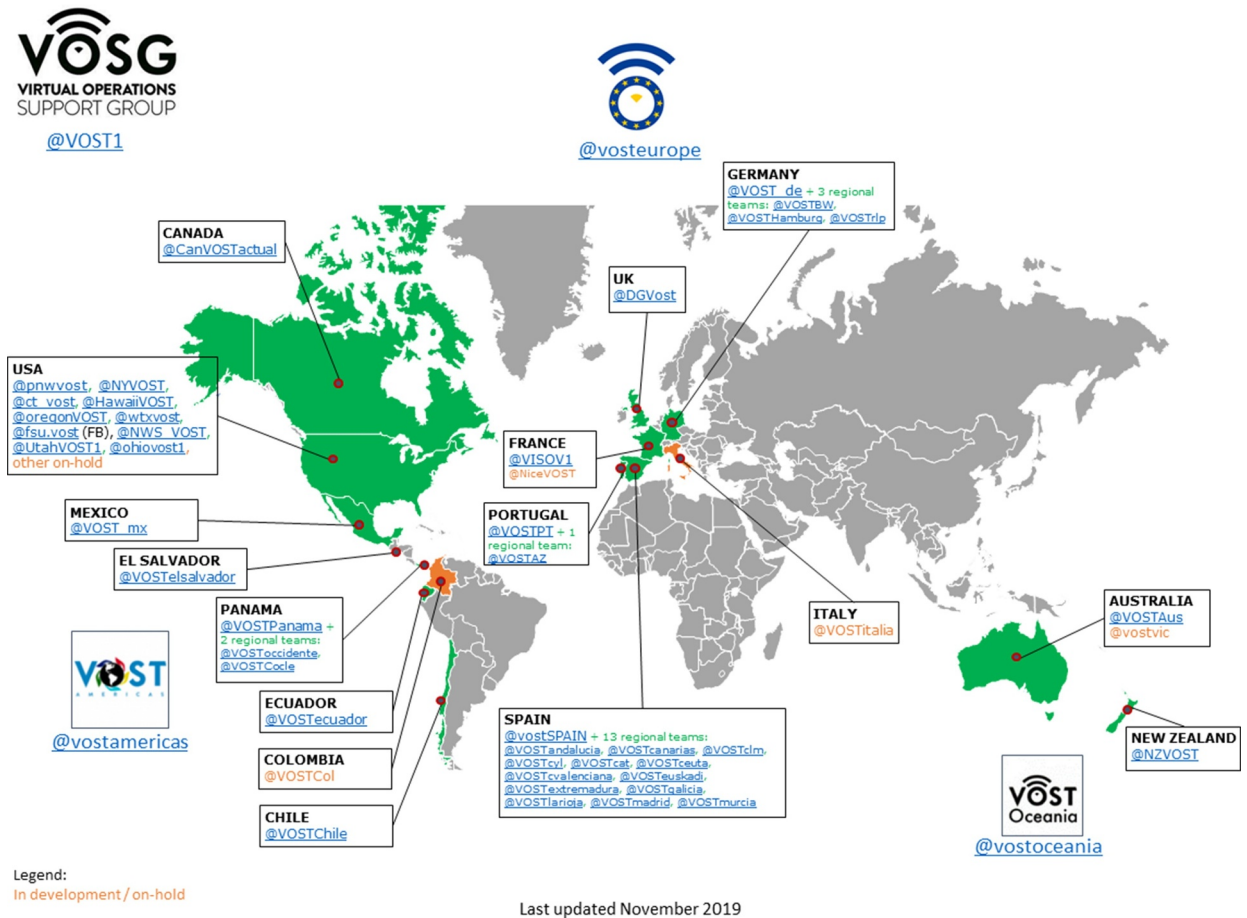 VOSG
VIRTUAL OPERATIONS
SUPPORT GROUP
@VOST1
@vosteurope
GERMANY
@VOST_de + 3 regional
teams: @VOSTBW,
@VOSTHamburg, @VOSTrlp
CANADA
@CanVOSTactual
UK
@DGVost
USA
@pnwvost, @NYVOST,
@ct_vost, @HawaiiVOST,
@oregonVOST, @wtxvost,
@fsu.vost (FB), @NWS_VOST,
@UtahVOST1, @ohiovost1,
other on-hold
FRANCE
@VISOV1
@NiceVOST
MEXICO
@VOST_mx
PORTUGAL
@VOSTPT + 1
regional team:
@VOSTAZ
EL SALVADOR
@VOSTelsalvador
PANAMA
@VOSTPanama +
2 regional teams:
@VOSToccidente,
@VOSTCocle
ITALY
@VOSTitalia
AUSTRALIA
@VOSTAus
@vostvic
VOST
AMERICAS
@vostamericas
ECUADOR
@VOSTecuador
COLOMBIA
@VOSTCol
CHILE
@VOSTChile
SPAIN
@vostSPAIN + 13 regional teams:
@VOSTandalucia, @VOSTcanarias, @VOSTclm,
@VOSTcyl, @VOSTcat, @VOSTceuta,
@VOSTcvalenciana, @VOSTeuskadi,
@VOSTextremadura, @VOSTgalicia,
@VOSTlarioja, @VOSTmadrid, @VOSTmurcia
NEW ZEALAND
@NZVOST
VOST
Oceania
@vostoceania
Legend:
In development / on-hold
Last updated November 2019